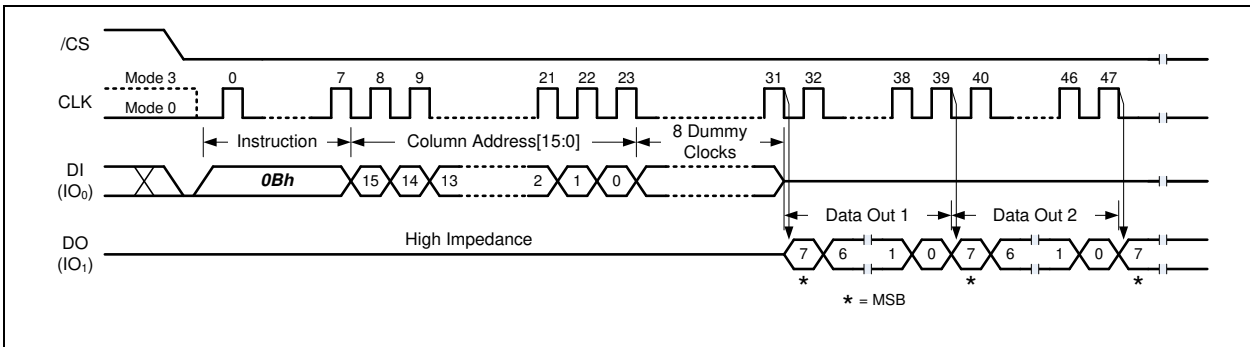 /CS
Mode 3 0 7 8 9 21 22 23 31 32 38 39 40 46 47
CLK
Mode 0
Instruction Column Address[15:0] 8 Dummy Clocks
DI
(IO0)
0Bh 15 14 13 2 1 0
Data Out 1 Data Out 2
DO
(IO1)
High Impedance
7 6 1 0 7 6 1 0 7
* * *
* = MSB